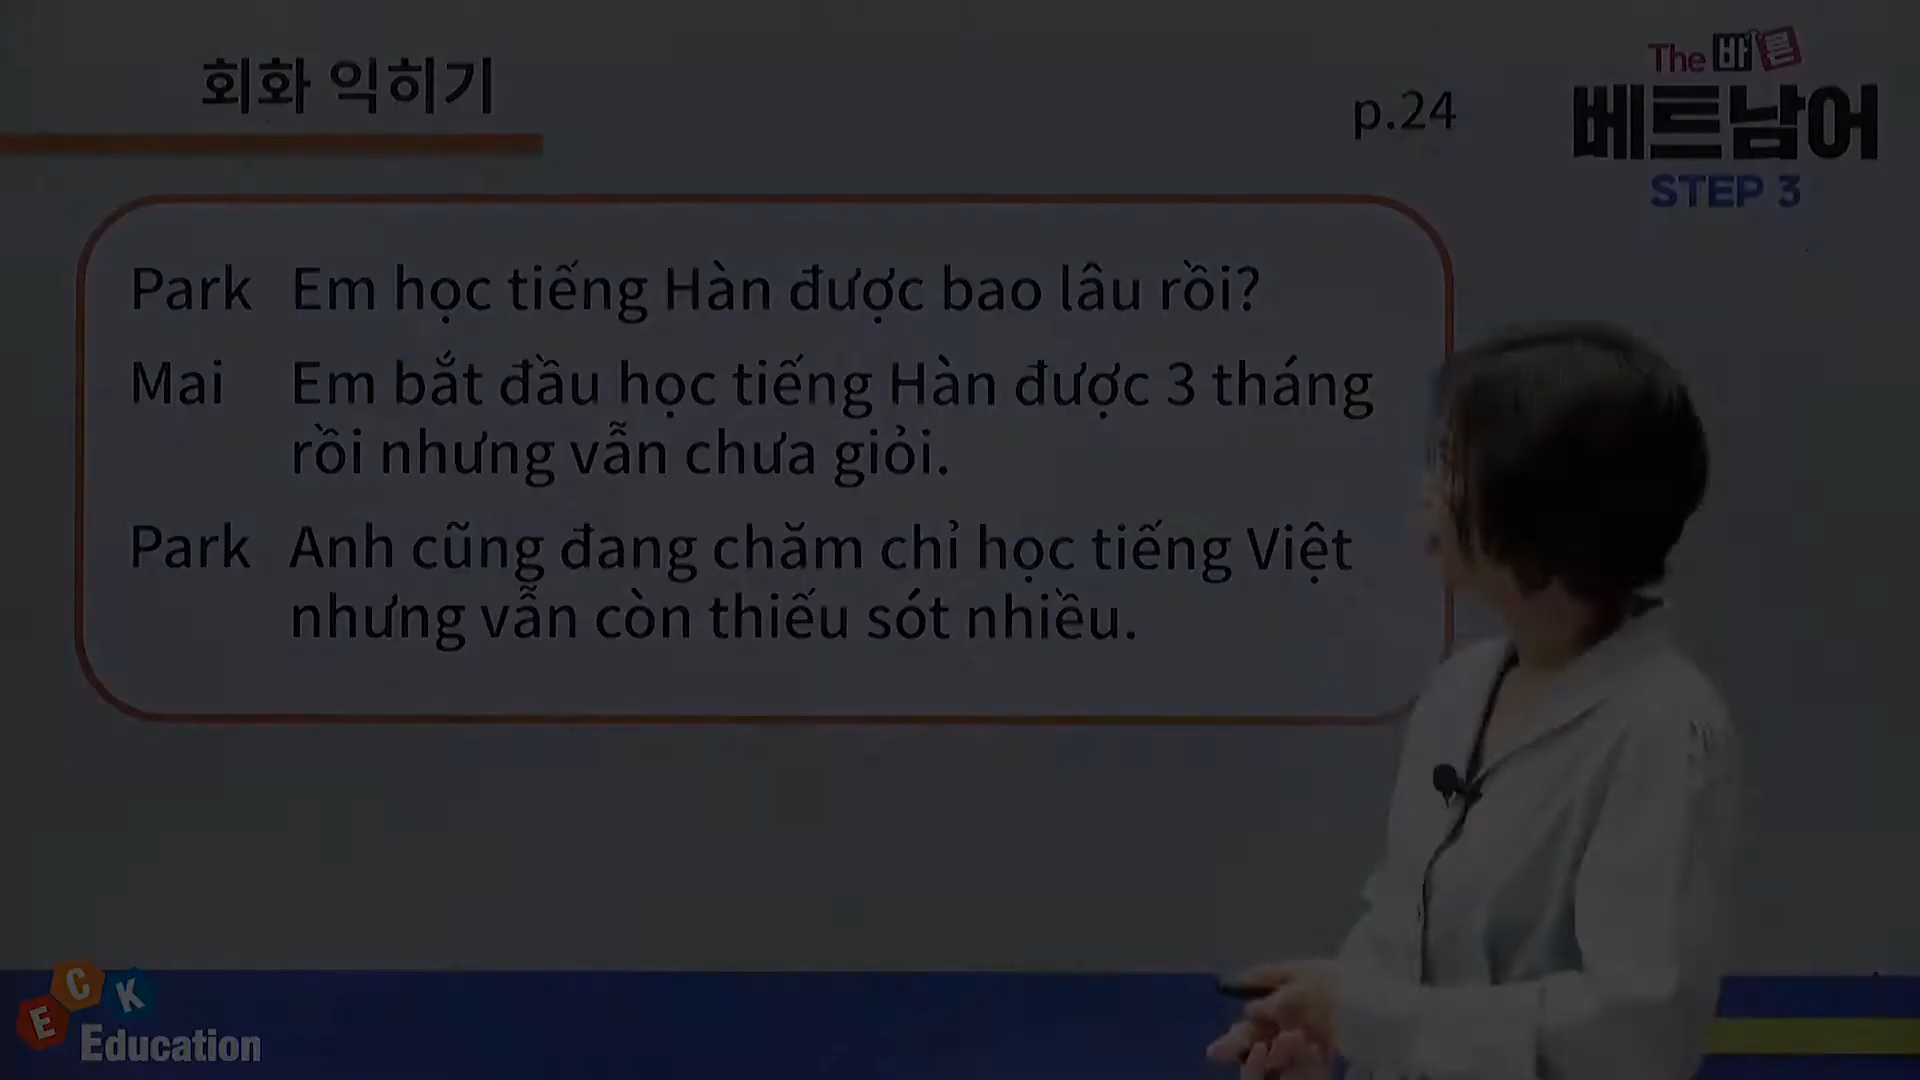 회화 익히기
p.24
The 바른
베트남어
STEP 3
Park Em học tiếng Hàn được bao lâu rồi?
Mai Em bắt đầu học tiếng Hàn được 3 tháng
rồi nhưng vẫn chưa giỏi.
Park Anh cũng đang chăm chỉ học tiếng Việt
nhưng vẫn còn thiếu sót nhiều.
ECK
Education